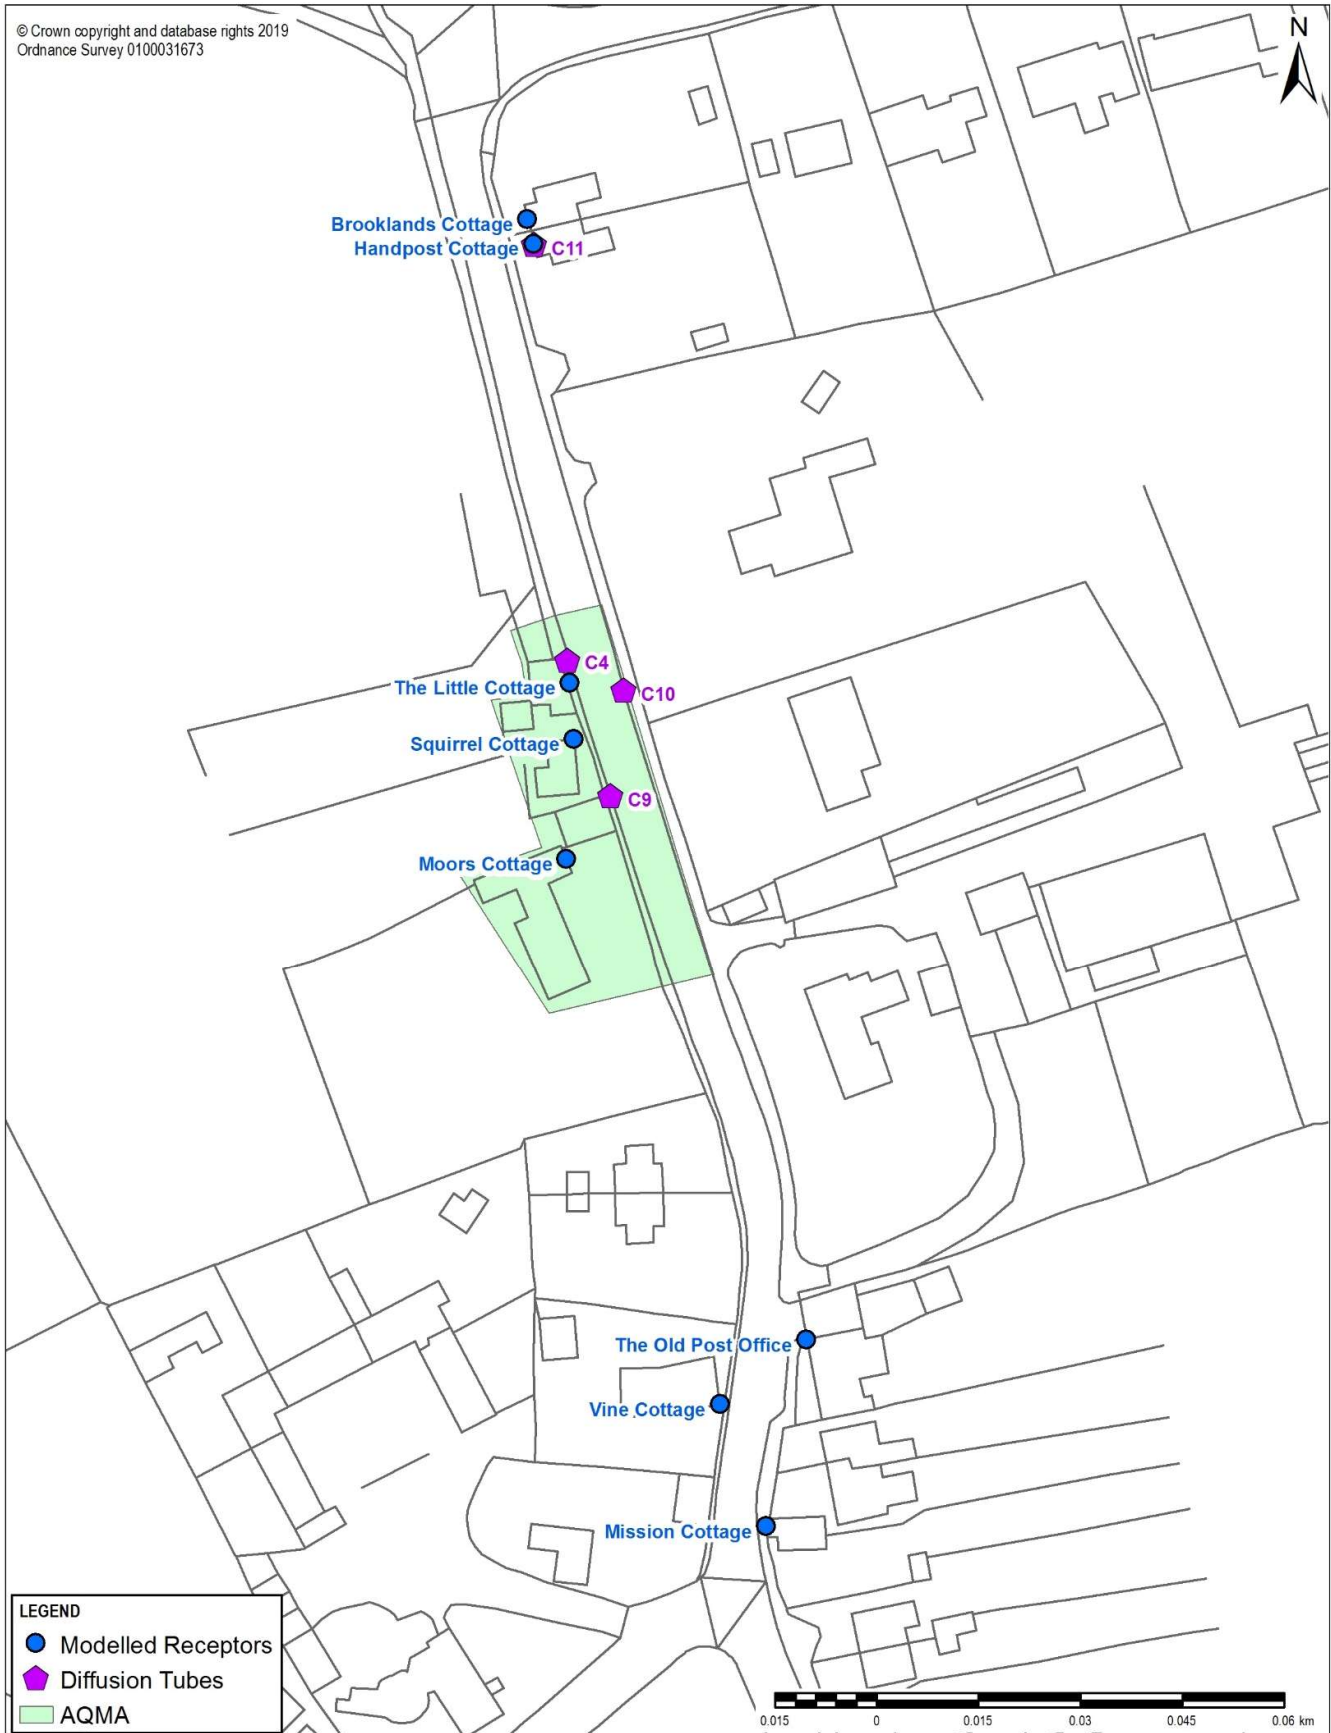 © Crown copyright and database rights 2019
Ordnance Survey 0100031673
N
Brooklands Cottage
Handpost Cottage
C11
C4
The Little Cottage
C10
Squirrel Cottage
C9
Moors Cottage
The Old Post Office
Vine Cottage
Mission Cottage
LEGEND
Modelled Receptors
Diffusion Tubes
AQMA
0.015 0 0.015 0.03 0.045 0.06 km